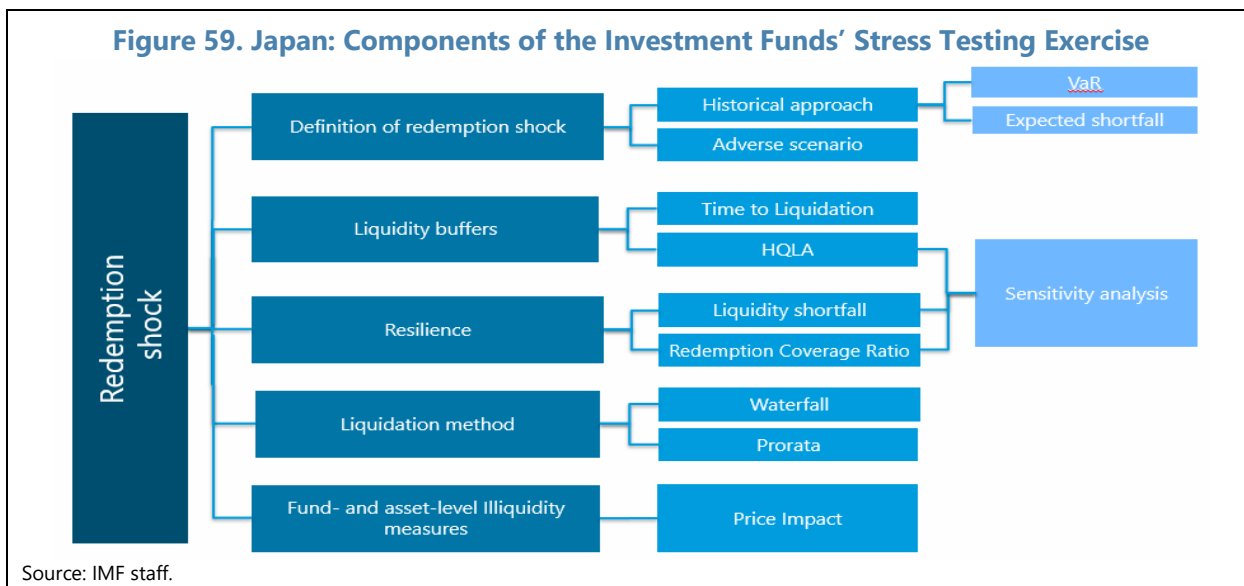 Figure 59. Japan: Components of the Investment Funds' Stress Testing Exercise
Redemption
shock
Definition of redemption shock
Historical approach
VaR
Expected shortfall
Adverse scenario
Liquidity buffers
Time to Liquidation
HQLA
Sensitivity analysis
Resilience
Liquidity shortfall
Redemption Coverage Ratio
Liquidation method
Waterfall
Prorata
Fund- and asset-level Illiquidity
measures
Price Impact
Source: IMF staff.